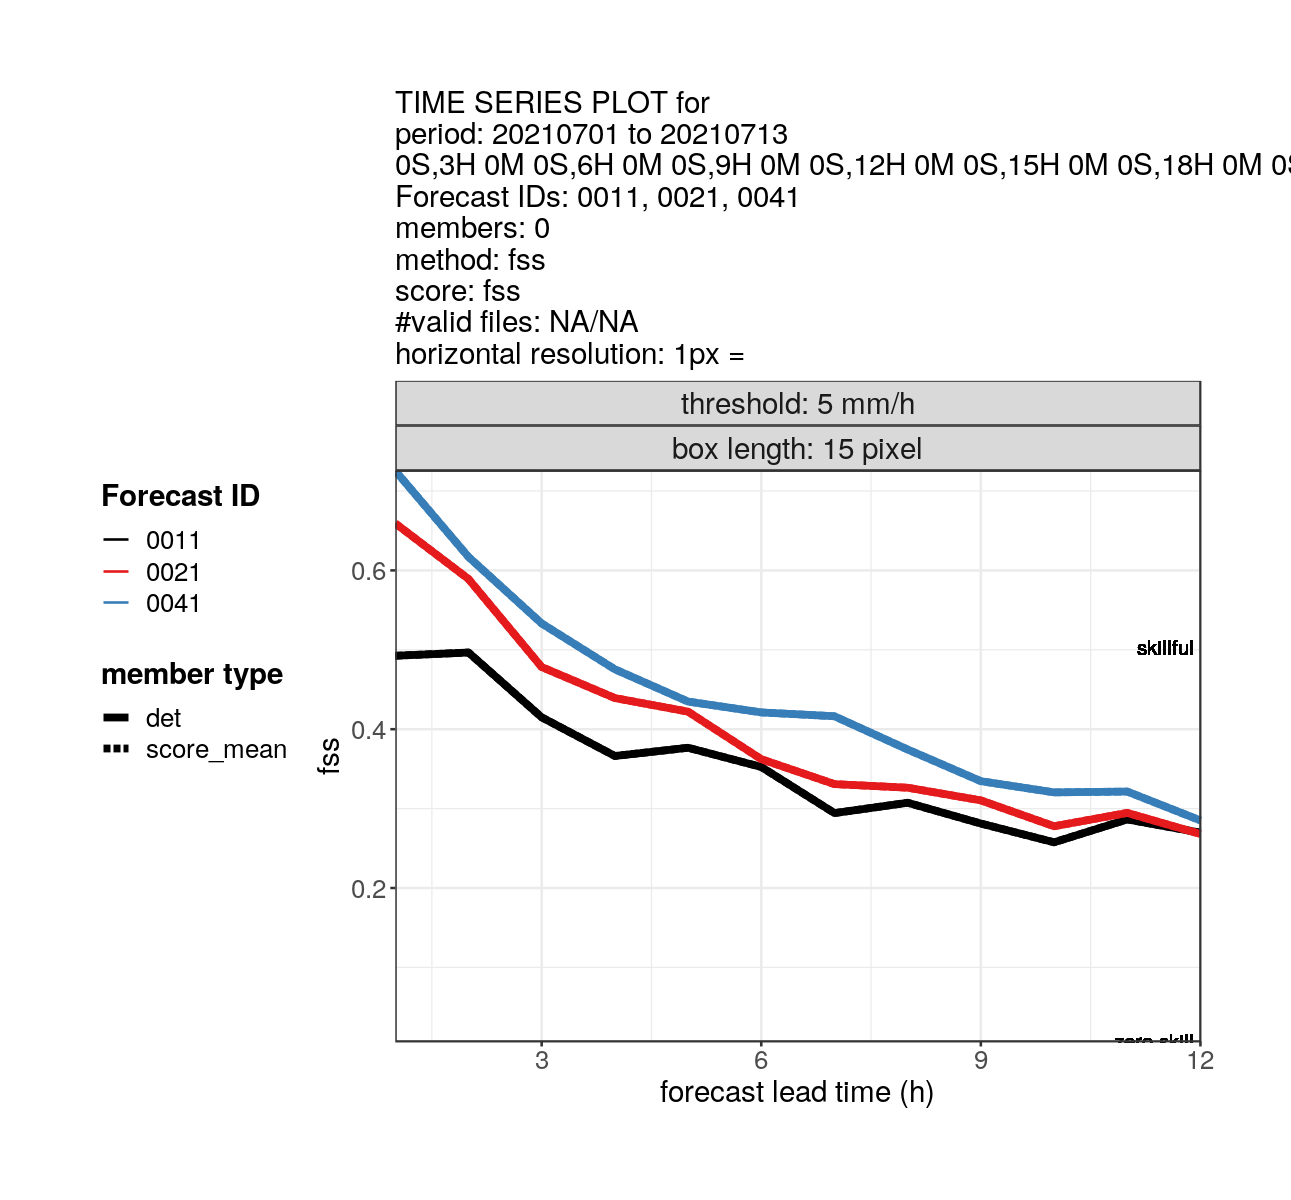 TIME SERIES PLOT for
period: 20210701 to 20210713
0S,3H 0M 0S,6H 0M 0S,9H 0M 0S,12H 0M 0S,15H 0M 0S,18H 0M 0S
Forecast IDs: 0011, 0021, 0041
members: 0
method: fss
score: fss
#valid files: NA/NA
horizontal resolution: 1px =
threshold: 5 mm/h
box length: 15 pixel
Forecast ID
0011
0021
0041
member type
det
score_mean
fss
0.6
0.4
0.2
skillful
zero skill
3
6
9
12
forecast lead time (h)